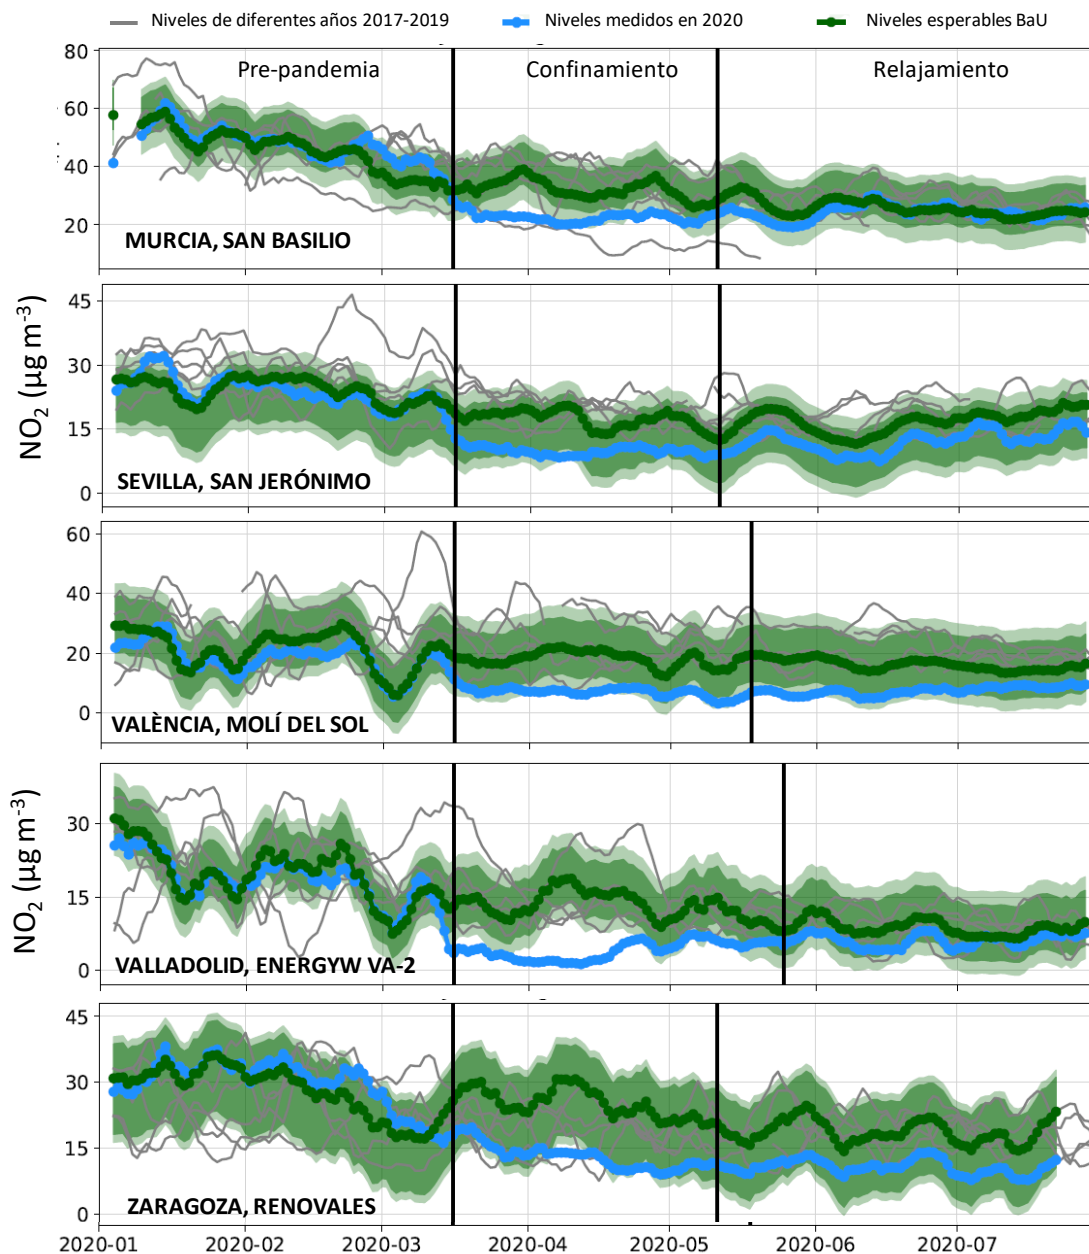 Niveles de diferentes años 2017-2019 Niveles medidos en 2020 Niveles esperables BaU
80
Pre-pandemia Confinamiento Relajamiento
60
40
20
MURCIA, SAN BASILIO
45
30
15
0
SEVILLA, SAN JERÓNIMO
NO₂ (µg m⁻³)
60
40
20
0
VALÈNCIA, MOLÍ DEL SOL
30
15
0
VALLADOLID, ENERGYW VA-2
NO₂ (µg m⁻³)
45
30
15
0
ZARAGOZA, RENOVALES
2020-01 2020-02 2020-03 2020-04 2020-05 2020-06 2020-07